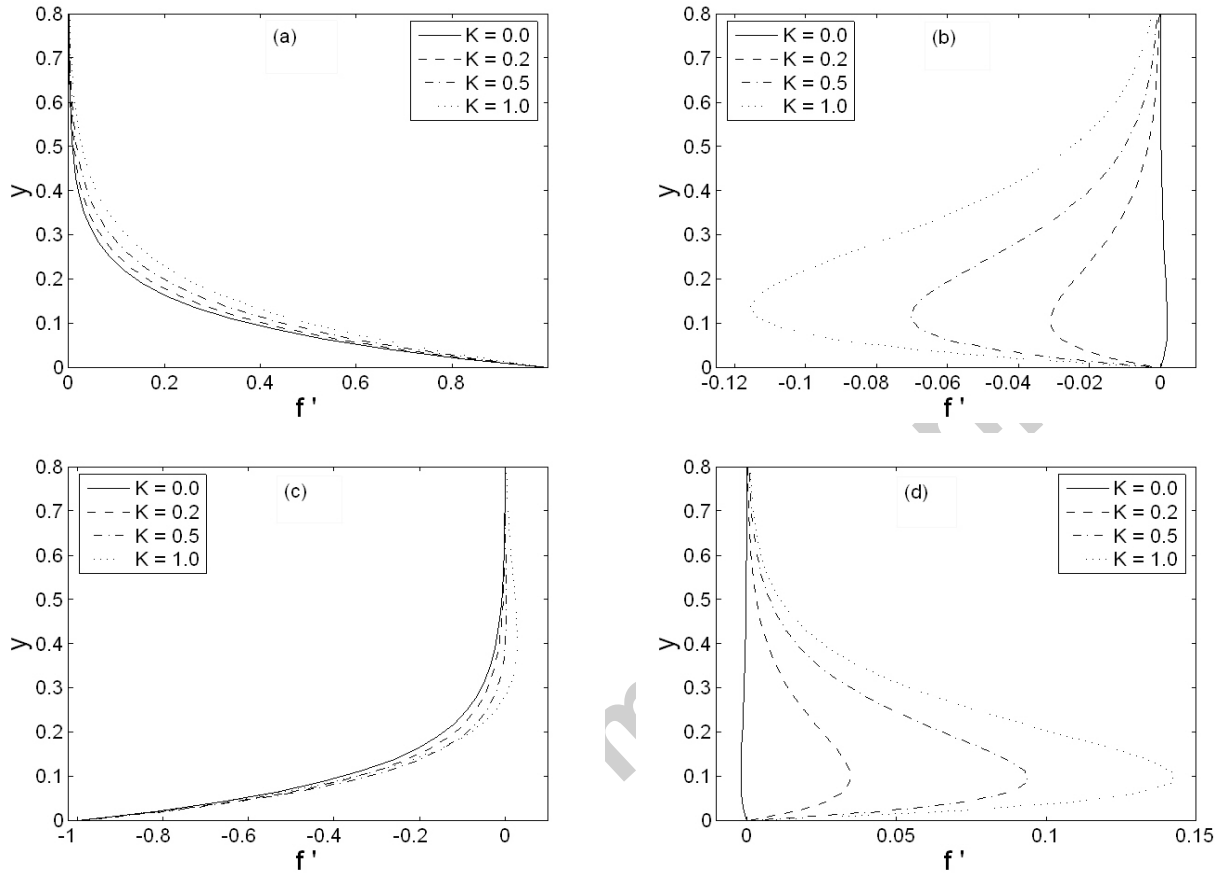 0.8
0.7
0.6
0.5
0.4
0.3
0.2
0.1
0
y
(a)
K = 0.0
K = 0.2
K = 0.5
K = 1.0
0 0.2 0.4 0.6 0.8
f '
0.8
0.7
0.6
0.5
0.4
0.3
0.2
0.1
0
y
K = 0.0
K = 0.2
K = 0.5
K = 1.0
(b)
-0.12 -0.1 -0.08 -0.06 -0.04 -0.02 0
f '
0.8
0.7
0.6
0.5
0.4
0.3
0.2
0.1
0
y
K = 0.0
K = 0.2
K = 0.5
K = 1.0
(c)
-1 -0.8 -0.6 -0.4 -0.2 0
f '
0.8
0.7
0.6
0.5
0.4
0.3
0.2
0.1
0
y
(d)
K = 0.0
K = 0.2
K = 0.5
K = 1.0
0 0.05 0.1 0.15
f '